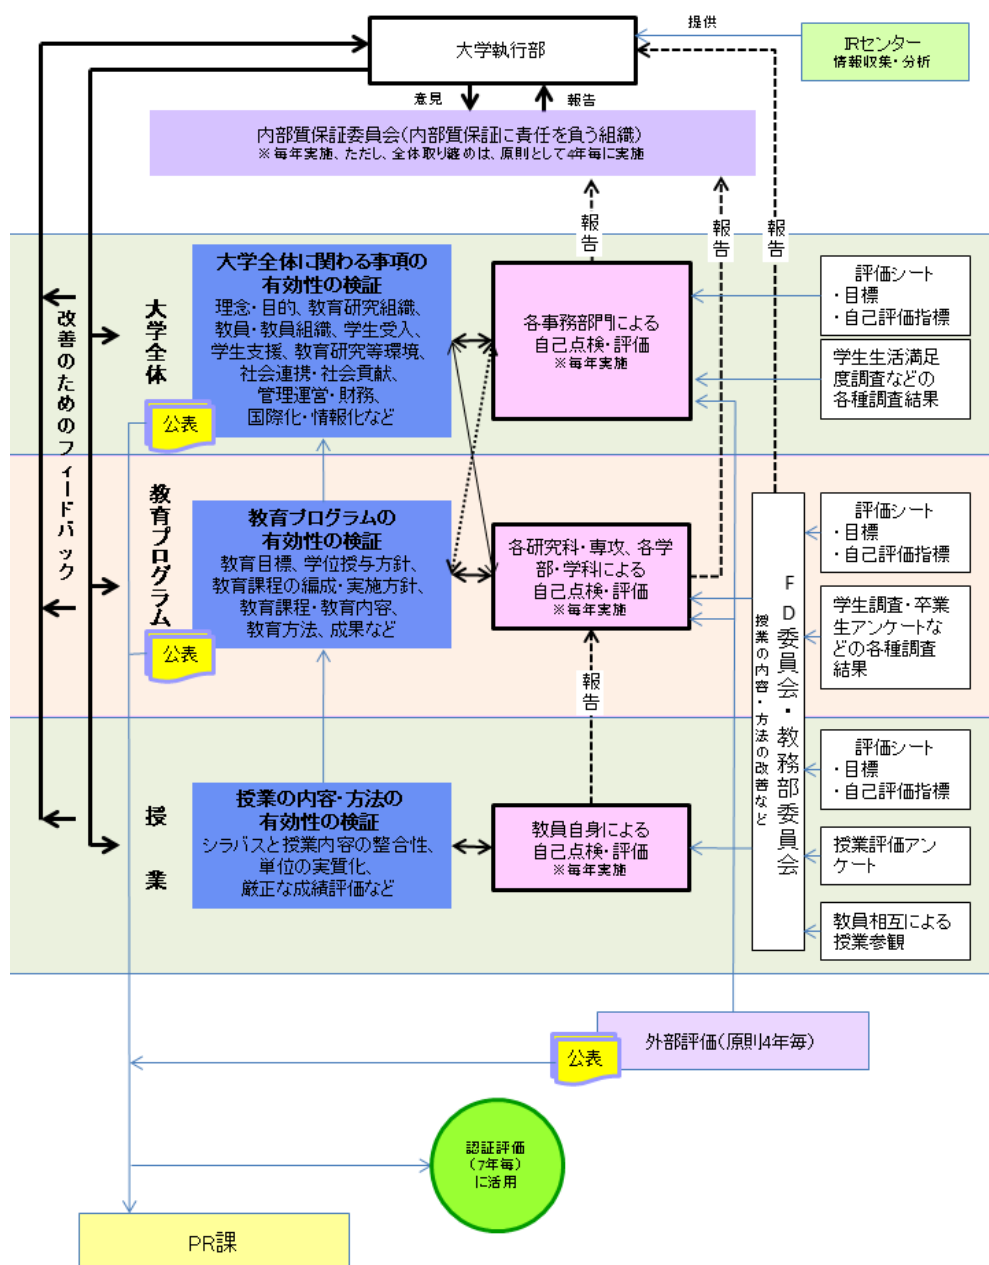 提供
大学執行部
IRセンター
情報収集・分析
意見
報告
内部質保証委員会(内部質保証に責任を負う組織)
※毎年実施、ただし、全体取り纏めは、原則として4年毎に実施
報告
報告
報告
改善のためのフィードバック
大学全体
大学全体に関わる事項の
有効性の検証
理念・目的、教育研究組織、
教員・教員組織、学生受入、
学生支援、教育研究等環境、
社会連携・社会貢献、
管理運営・財務、
国際化・情報化など
公表
各事務部門による
自己点検・評価
※毎年実施
評価シート
・目標
・自己評価指標
学生生活満足
度調査などの
各種調査結果
教育プログラム
教育プログラムの
有効性の検証
教育目標、学位授与方針、
教育課程の編成・実施方針、
教育課程・教育内容、
教育方法、成果など
公表
各研究科・専攻、各学
部・学科による
自己点検・評価
※毎年実施
報告
FD委員会・教務部委員会
授業の内容・方法の改善など
評価シート
・目標
・自己評価指標
学生調査・卒業
生アンケートな
どの各種調査
結果
授業
授業の内容・方法の
有効性の検証
シラバスと授業内容の整合性、
単位の実質化、
厳正な成績評価など
教員自身による
自己点検・評価
※毎年実施
評価シート
・目標
・自己評価指標
授業評価アン
ケート
教員相互による
授業参観
外部評価(原則4年毎)
公表
認証評価
(7年毎)
に活用
PR課